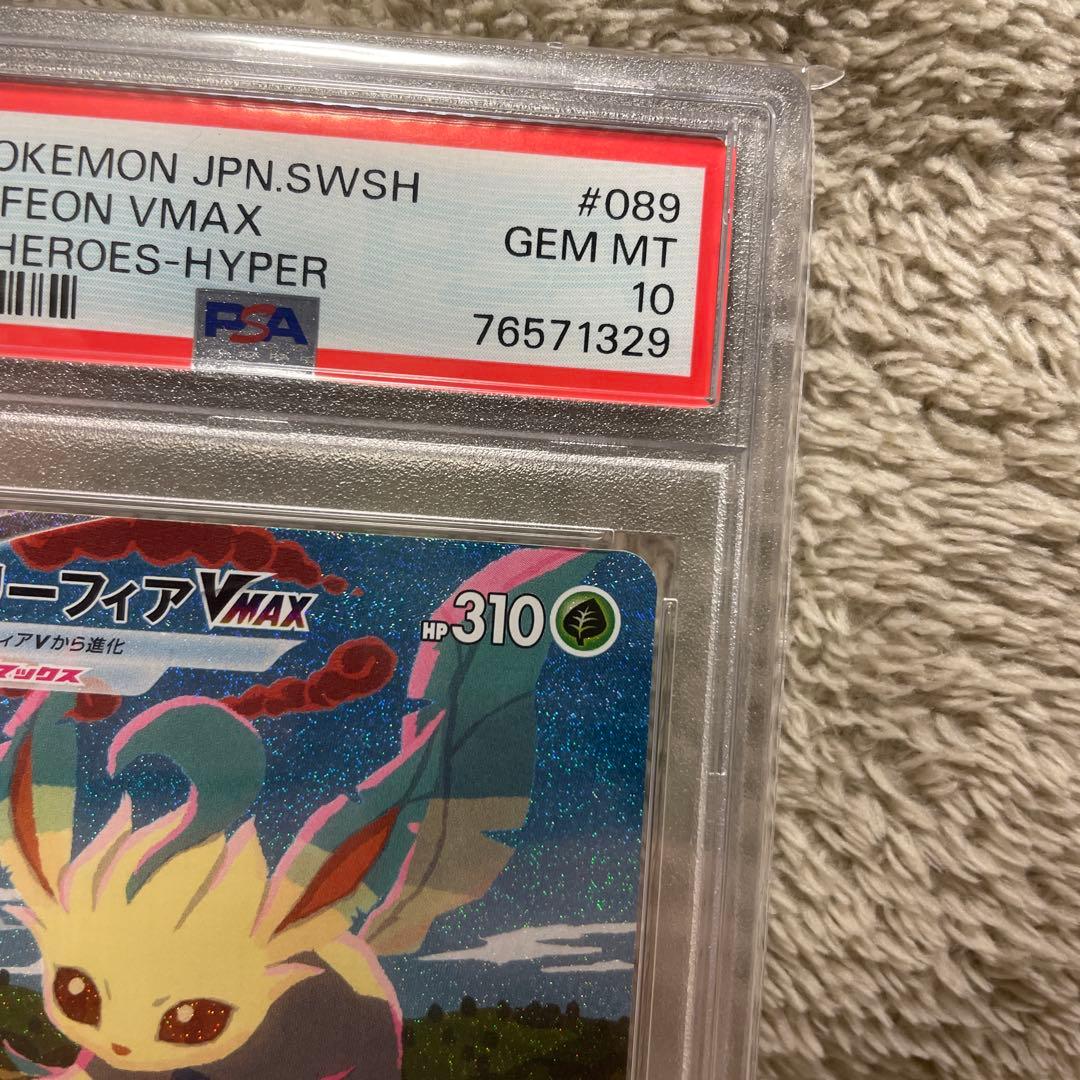 OKEMON JPN.SWSH #089
FEON VMAX GEM MT
HEROES-HYPER 10
PSA 76571329
リーフィアVMAX HP310
ィアVから進化
マックス